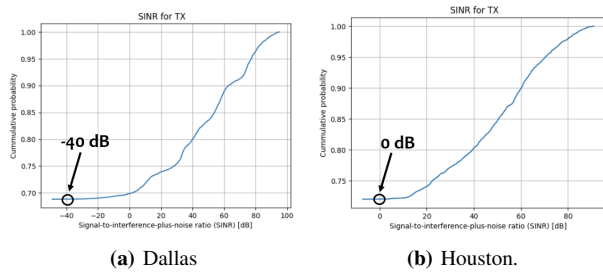 SINR for TX
1.00
0.95
0.90
0.85
0.80
0.75
0.70
Cummulative probability
-40 dB
−40 −20 0 20 40 60 80 100
Signal-to-interference-plus-noise ratio (SINR) [dB]
(a) Dallas
SINR for TX
1.00
0.95
0.90
0.85
0.80
0.75
Cummulative probability
0 dB
0 20 40 60 80
Signal-to-interference-plus-noise ratio (SINR) [dB]
(b) Houston.